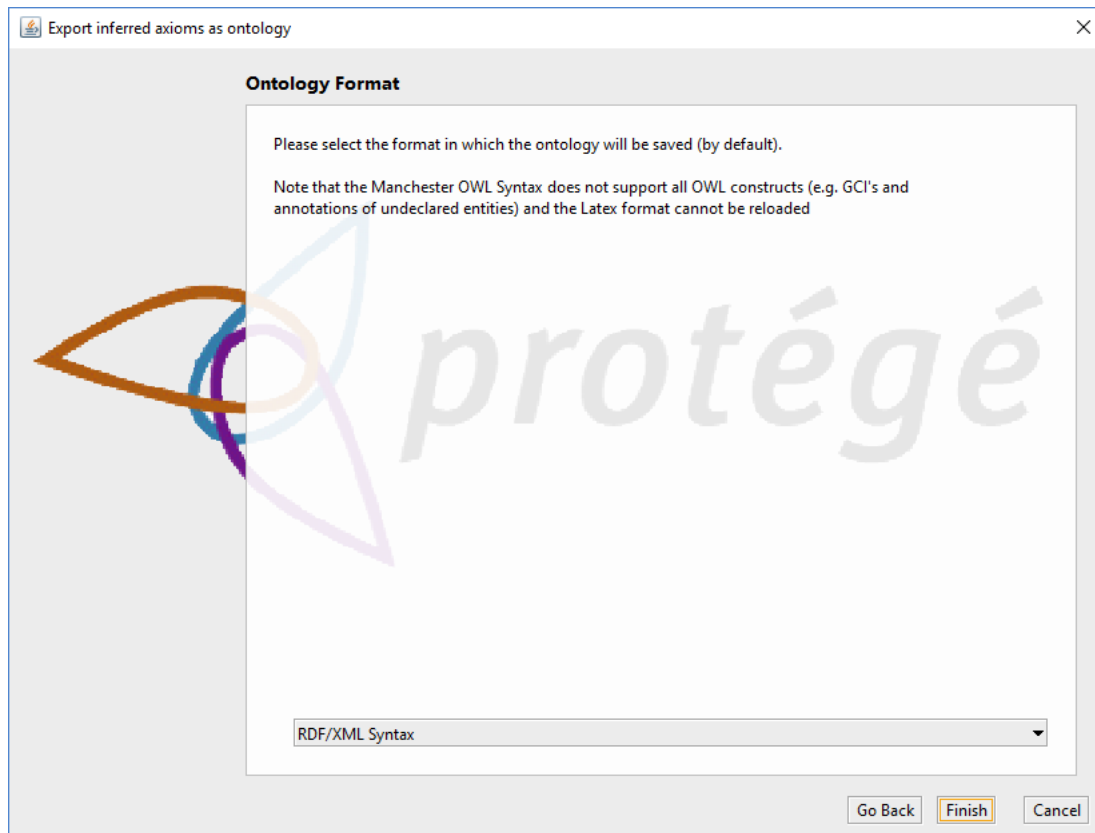 Export inferred axioms as ontology
Ontology Format
Please select the format in which the ontology will be saved (by default).
Note that the Manchester OWL Syntax does not support all OWL constructs (e.g. GCI's and
annotations of undeclared entities) and the Latex format cannot be reloaded
protégé
RDF/XML Syntax
Go Back Finish Cancel